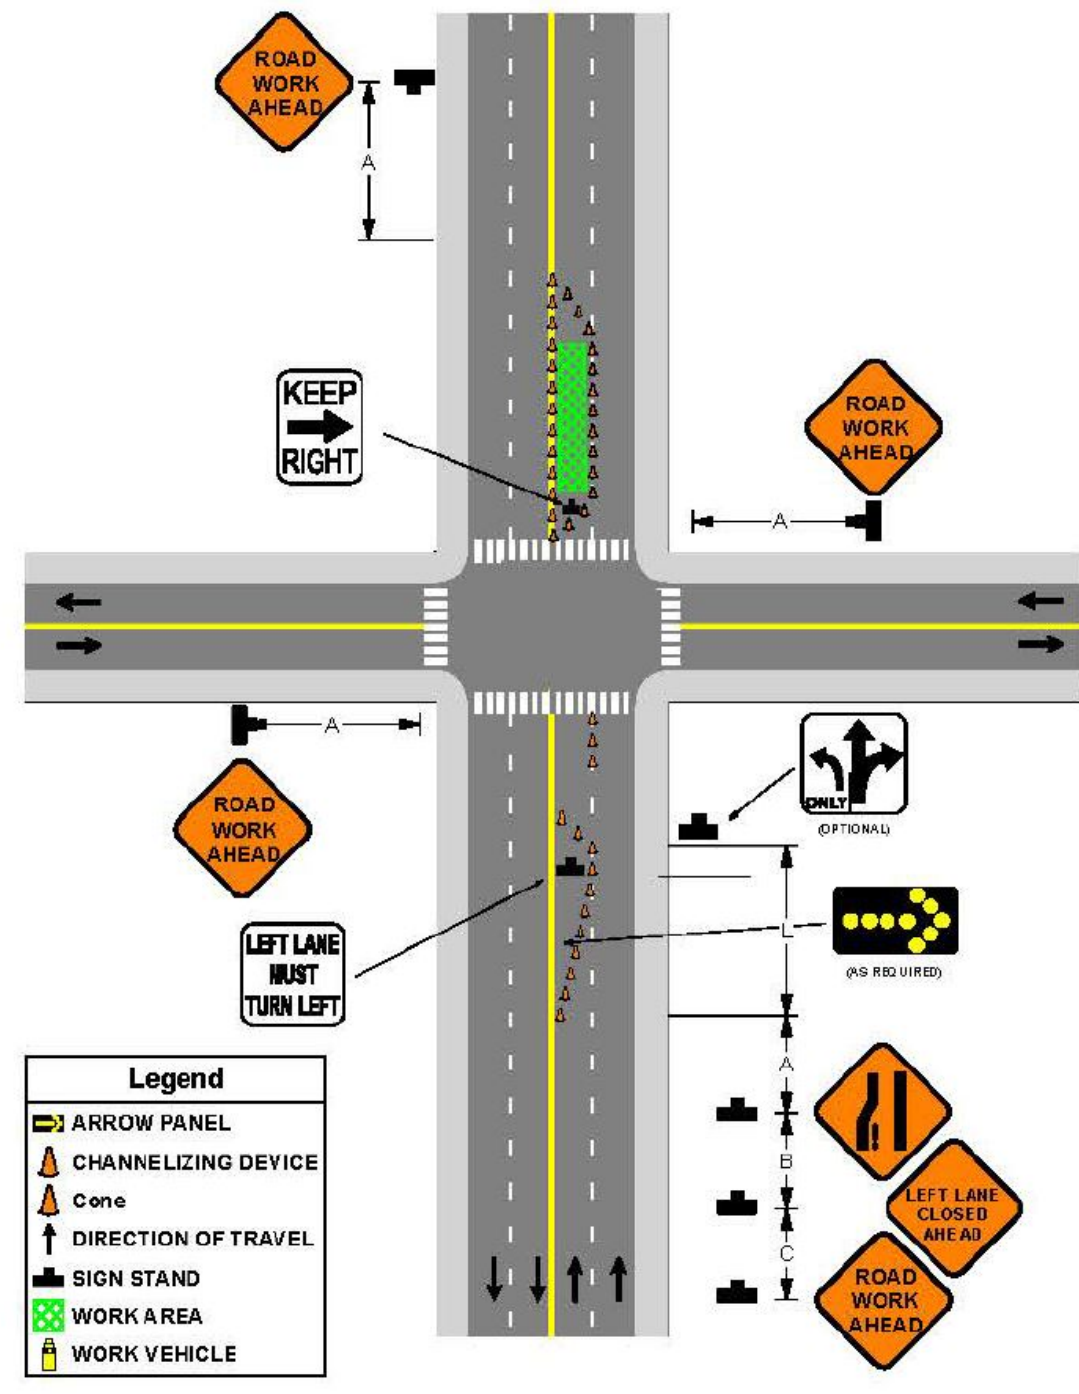 ROAD
WORK
AHEAD
A
KEEP
RIGHT
ROAD
WORK
AHEAD
A
A
ROAD
WORK
AHEAD
ONLY
(OPTIONAL)
L
(AS REQUIRED)
LEFT LANE
MUST
TURN LEFT
A
B
LEFT LANE
CLOSED
AHEAD
C
ROAD
WORK
AHEAD
Legend
ARROW PANEL
CHANNELIZING DEVICE
Cone
DIRECTION OF TRAVEL
SIGN STAND
WORK AREA
WORK VEHICLE